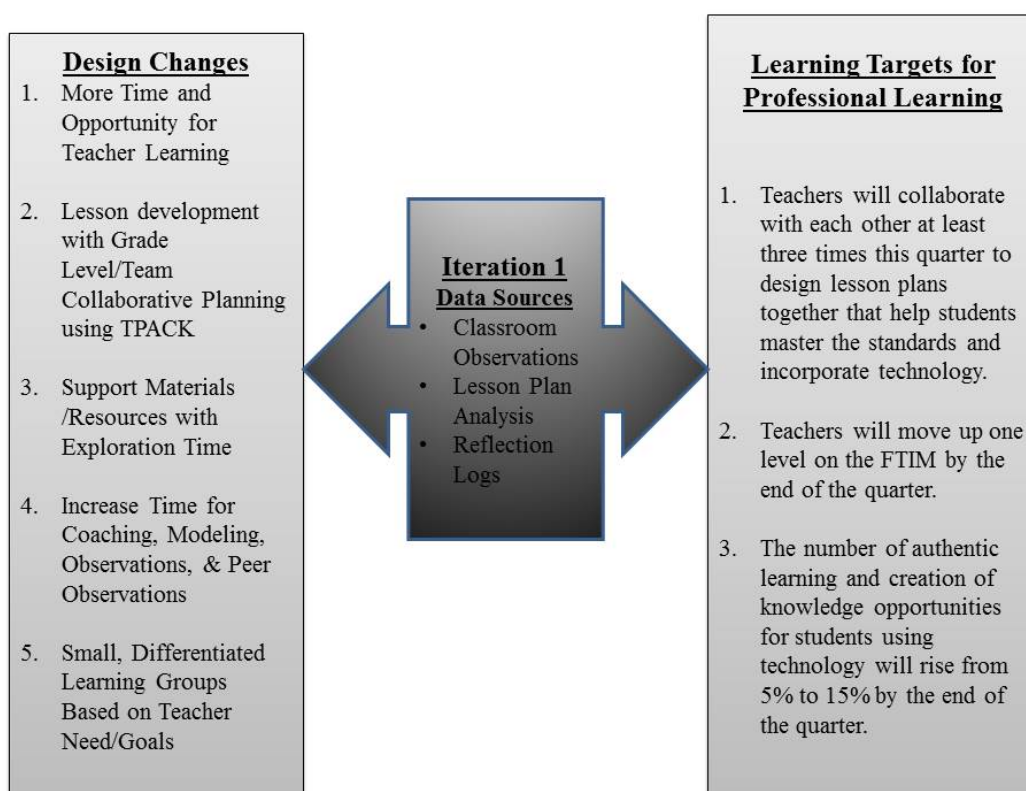 Design Changes
1. More Time and
Opportunity for
Teacher Learning
2. Lesson development
with Grade
Level/Team
Collaborative Planning
using TPACK
3. Support Materials
/Resources with
Exploration Time
4. Increase Time for
Coaching, Modeling,
Observations, & Peer
Observations
5. Small, Differentiated
Learning Groups
Based on Teacher
Need/Goals
Iteration 1
Data Sources
• Classroom
Observations
• Lesson Plan
Analysis
• Reflection
Logs
Learning Targets for
Professional Learning
1. Teachers will collaborate
with each other at least
three times this quarter to
design lesson plans
together that help students
master the standards and
incorporate technology.
2. Teachers will move up one
level on the FTIM by the
end of the quarter.
3. The number of authentic
learning and creation of
knowledge opportunities
for students using
technology will rise from
5% to 15% by the end of
the quarter.